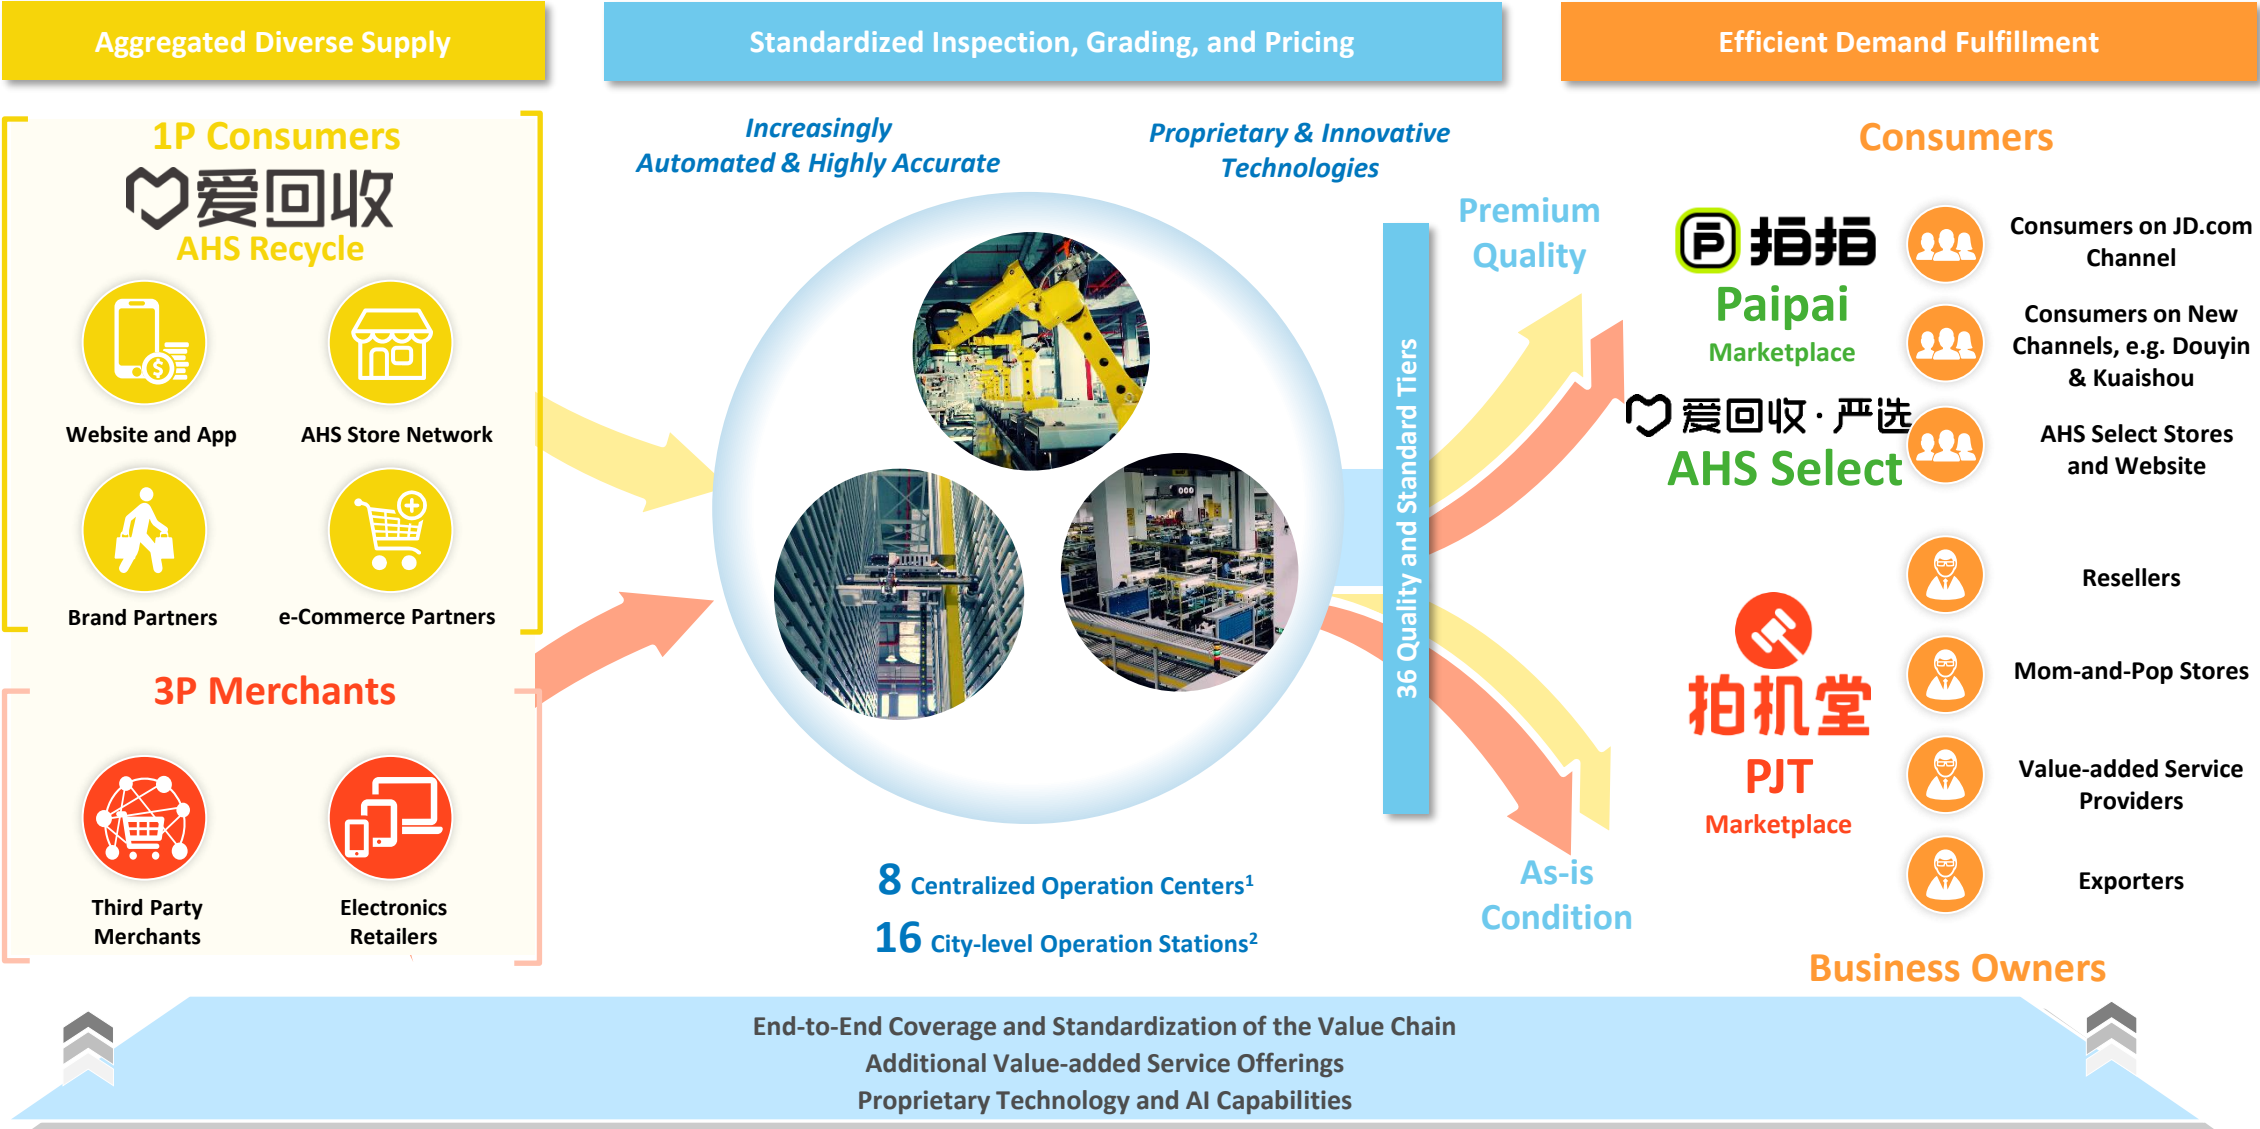 Aggregated Diverse Supply
Standardized Inspection, Grading, and Pricing
Efficient Demand Fulfillment
1P Consumers
爱回收
AHS Recycle
Website and App
AHS Store Network
Brand Partners
e-Commerce Partners
3P Merchants
Third Party
Merchants
Electronics
Retailers
Increasingly
Automated & Highly Accurate
Proprietary & Innovative
Technologies
8 Centralized Operation Centers1
16 City-level Operation Stations2
36 Quality and Standard Tiers
Premium
Quality
As-is
Condition
Consumers
拍拍
Paipai
Marketplace
爱回收·严选
AHS Select
Consumers on JD.com
Channel
Consumers on New
Channels, e.g. Douyin
& Kuaishou
AHS Select Stores
and Website
拍机堂
PJT
Marketplace
Resellers
Mom-and-Pop Stores
Value-added Service
Providers
Exporters
Business Owners
End-to-End Coverage and Standardization of the Value Chain
Additional Value-added Service Offerings
Proprietary Technology and AI Capabilities